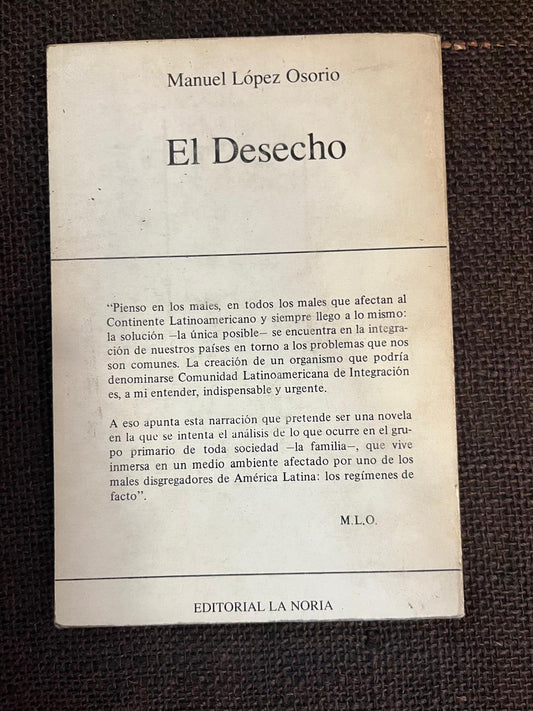 Manuel López Osorio
El Desecho
“Pienso en los males, en todos los males que afectan al
Continente Latinoamericano y siempre llego a lo mismo:
la solución —la única posible— se encuentra en la integra-
ción de nuestros países en torno a los problemas que nos
son comunes. La creación de un organismo que podría
denominarse Comunidad Latinoamericana de Integración
es, a mi entender, indispensable y urgente.
A eso apunta esta narración que pretende ser una novela
en la que se intenta el análisis de lo que ocurre en el gru-
po primario de toda sociedad —la familia—, que vive
inmersa en un medio ambiente afectado por uno de los
males disgregadores de América Latina: los regímenes de
facto”.
M.L.O.
EDITORIAL LA NORIA